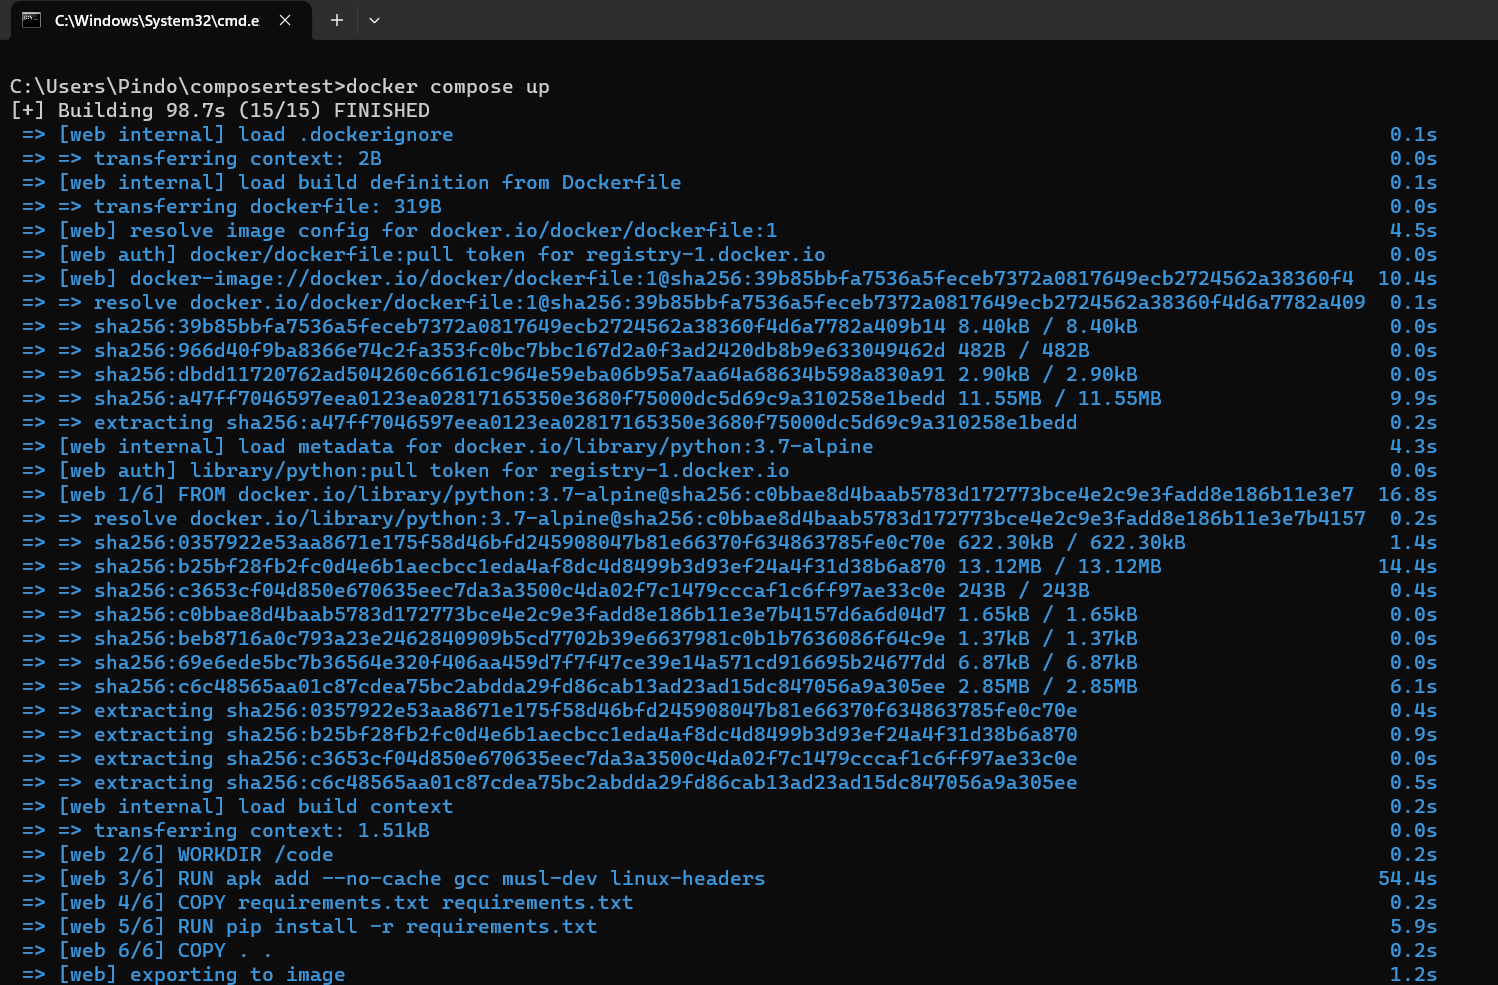 C:\Windows\System32\cmd.e
C:\Users\Pindo\composertest>docker compose up
[+] Building 98.7s (15/15) FINISHED
=> [web internal] load .dockerignore 0.1s
=> => transferring context: 2B 0.0s
=> [web internal] load build definition from Dockerfile 0.1s
=> => transferring dockerfile: 319B 0.0s
=> [web] resolve image config for docker.io/docker/dockerfile:1 4.5s
=> [web auth] docker/dockerfile:pull token for registry-1.docker.io 0.0s
=> [web] docker-image://docker.io/docker/dockerfile:1@sha256:39b85bbfa7536a5feceb7372a0817649ecb2724562a38360f4 10.4s
=> => resolve docker.io/docker/dockerfile:1@sha256:39b85bbfa7536a5feceb7372a0817649ecb2724562a38360f4d6a7782a409 0.1s
=> => sha256:39b85bbfa7536a5feceb7372a0817649ecb2724562a38360f4d6a7782a409b14 8.40kB / 8.40kB 0.0s
=> => sha256:966d40f9ba8366e74c2fa353fc0bc7bbc167d2a0f3ad2420db8b9e633049462d 482B / 482B 0.0s
=> => sha256:dbdd11720762ad504260c66161c964e59eba06b95a7aa64a68634b598a830a91 2.90kB / 2.90kB 0.0s
=> => sha256:a47ff7046597eea0123ea02817165350e3680f75000dc5d69c9a310258e1bedd 11.55MB / 11.55MB 9.9s
=> => extracting sha256:a47ff7046597eea0123ea02817165350e3680f75000dc5d69c9a310258e1bedd 0.2s
=> [web internal] load metadata for docker.io/library/python:3.7-alpine 4.3s
=> [web auth] library/python:pull token for registry-1.docker.io 0.0s
=> [web 1/6] FROM docker.io/library/python:3.7-alpine@sha256:c0bbae8d4baab5783d172773bce4e2c9e3fadd8e186b11e3e7 16.8s
=> => resolve docker.io/library/python:3.7-alpine@sha256:c0bbae8d4baab5783d172773bce4e2c9e3fadd8e186b11e3e7b4157 0.2s
=> => sha256:0357922e53aa8671e175f58d46bfd245908047b81e66370f634863785fe0c70e 622.30kB / 622.30kB 1.4s
=> => sha256:b25bf28fb2fc0d4e6b1aecbcc1eda4af8dc4d8499b3d93ef24a4f31d38b6a870 13.12MB / 13.12MB 14.4s
=> => sha256:c3653cf04d850e670635eec7da3a3500c4da02f7c1479cccaf1c6ff97ae33c0e 243B / 243B 0.4s
=> => sha256:c0bbae8d4baab5783d172773bce4e2c9e3fadd8e186b11e3e7b4157d6a6d04d7 1.65kB / 1.65kB 0.0s
=> => sha256:beb8716a0c793a23e2462840909b5cd7702b39e6637981c0b1b7636086f64c9e 1.37kB / 1.37kB 0.0s
=> => sha256:69e6ede5bc7b36564e320f406aa459d7f7f47ce39e14a571cd916695b24677dd 6.87kB / 6.87kB 0.0s
=> => sha256:c6c48565aa01c87cdea75bc2abdda29fd86cab13ad23ad15dc847056a9a305ee 2.85MB / 2.85MB 6.1s
=> => extracting sha256:0357922e53aa8671e175f58d46bfd245908047b81e66370f634863785fe0c70e 0.4s
=> => extracting sha256:b25bf28fb2fc0d4e6b1aecbcc1eda4af8dc4d8499b3d93ef24a4f31d38b6a870 0.9s
=> => extracting sha256:c3653cf04d850e670635eec7da3a3500c4da02f7c1479cccaf1c6ff97ae33c0e 0.0s
=> => extracting sha256:c6c48565aa01c87cdea75bc2abdda29fd86cab13ad23ad15dc847056a9a305ee 0.5s
=> [web internal] load build context 0.2s
=> => transferring context: 1.51kB 0.0s
=> [web 2/6] WORKDIR /code 0.2s
=> [web 3/6] RUN apk add --no-cache gcc musl-dev linux-headers 54.4s
=> [web 4/6] COPY requirements.txt requirements.txt 0.2s
=> [web 5/6] RUN pip install -r requirements.txt 5.9s
=> [web 6/6] COPY . . 0.2s
=> [web] exporting to image 1.2s